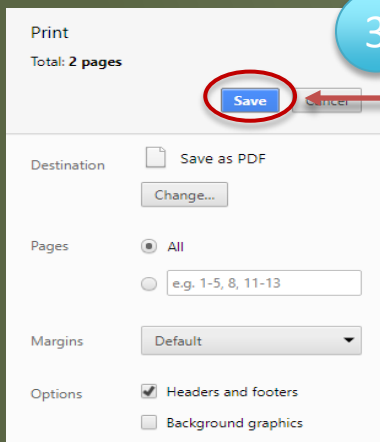 Print
3
Total: 2 pages
Save
Cancel
Destination
Save as PDF
Change...
Pages
All
e.g. 1-5, 8, 11-13
Margins
Default
Options
Headers and footers
Background graphics